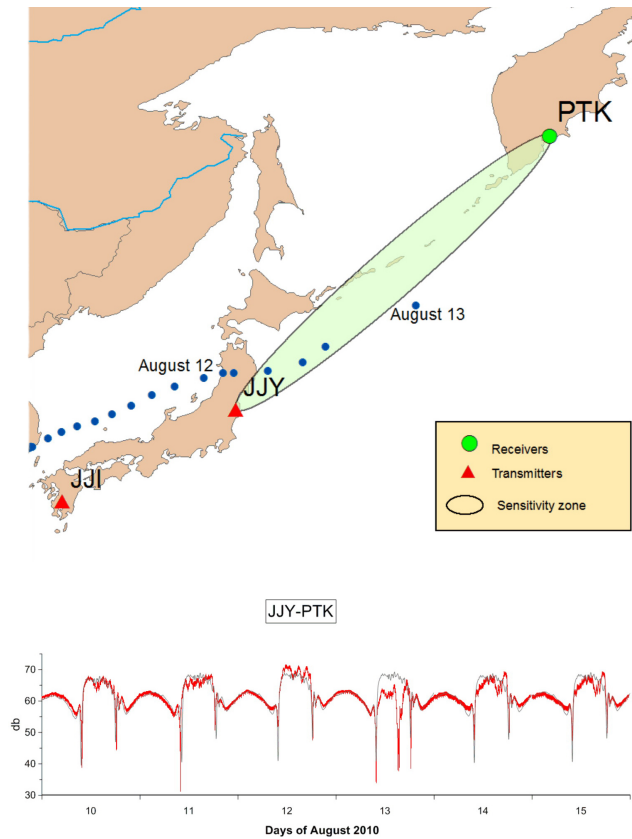 PTK
August 13
August 12
JJY
JJI
Receivers
Transmitters
Sensitivity zone
JJY-PTK
70
60
db
50
40
30
10 11 12 13 14 15
Days of August 2010